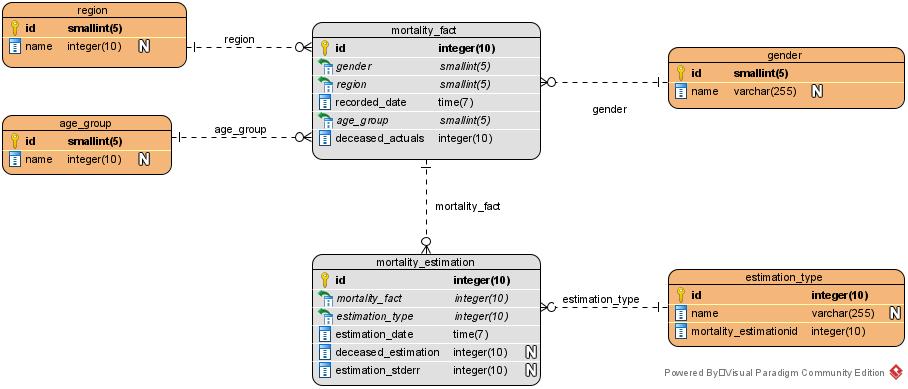 region
id smallint(5)
name integer(10) N
region
age_group
id smallint(5)
name integer(10) N
age_group
mortality_fact
id integer(10)
gender smallint(5)
region smallint(5)
recorded_date time(7)
age_group smallint(5)
deceased_actuals integer(10)
gender
gender
id smallint(5)
name varchar(255) N
mortality_fact
mortality_estimation
id integer(10)
mortality_fact integer(10)
estimation_type integer(10)
estimation_date time(7)
deceased_estimation integer(10) N
estimation_stderr integer(10) N
estimation_type
estimation_type
id integer(10)
name varchar(255) N
mortality_estimationid integer(10)
Powered By□Visual Paradigm Community Edition